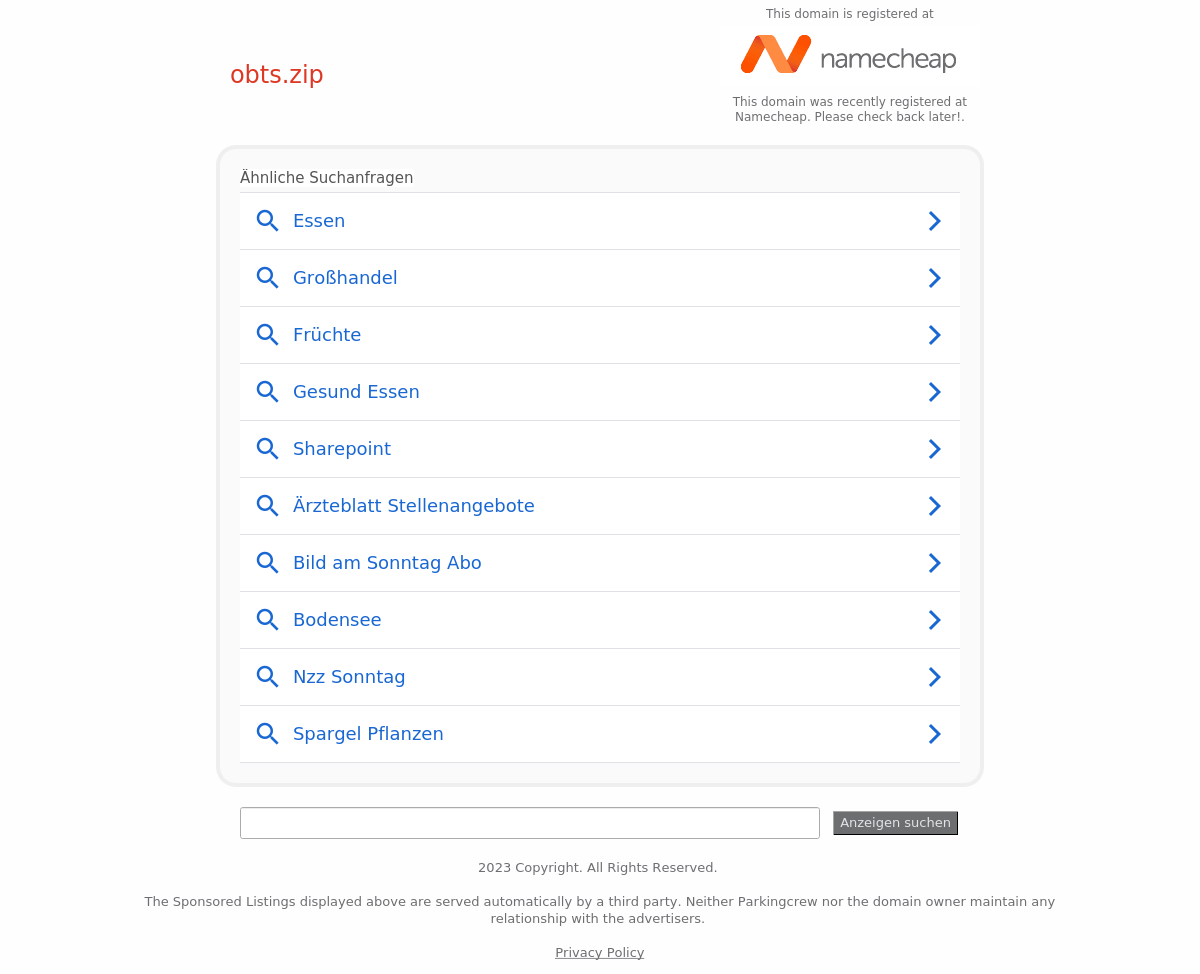 This domain is registered at
namecheap
obts.zip
This domain was recently registered at
Namecheap. Please check back later!.
Ähnliche Suchanfragen
Essen
Großhandel
Früchte
Gesund Essen
Sharepoint
Ärzteblatt Stellenangebote
Bild am Sonntag Abo
Bodensee
Nzz Sonntag
Spargel Pflanzen
Anzeigen suchen
2023 Copyright. All Rights Reserved.
The Sponsored Listings displayed above are served automatically by a third party. Neither Parkingcrew nor the domain owner maintain any
relationship with the advertisers.
Privacy Policy